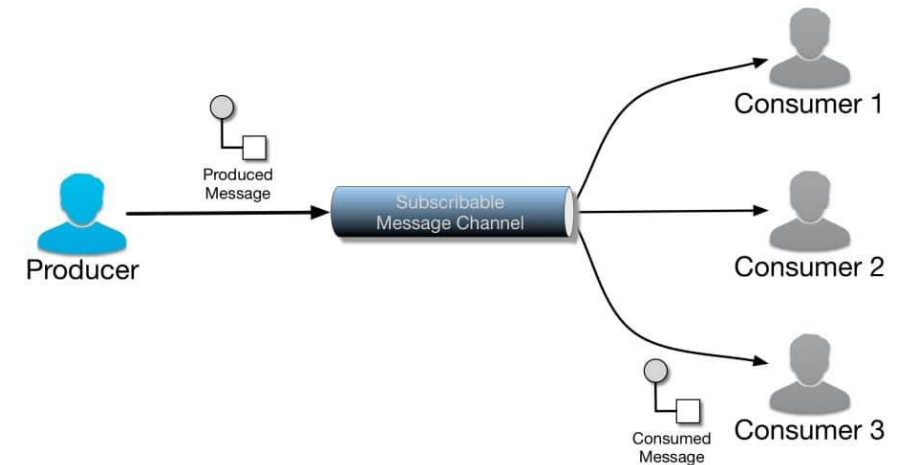 Consumer 1
Produced
Message
Subscribable
Message Channel
Producer
Consumer 2
Consumed
Message
Consumer 3